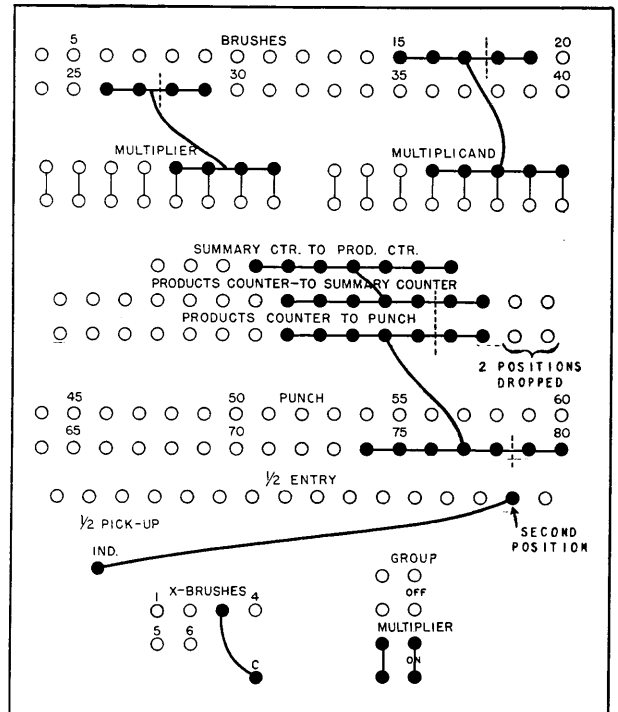 5 BRUSHES 15 20
25 30 35 40
MULTIPLIER MULTIPLICAND
SUMMARY CTR. TO PROD. CTR.
PRODUCTS COUNTER-TO SUMMARY COUNTER
PRODUCTS COUNTER TO PUNCH
2 POSITIONS
DROPPED
45 50 PUNCH 55 60
65 70 75 80
½ ENTRY
½ PICK-UP
SECOND
POSITION
IND.
GROUP
OFF
X-BRUSHES
1 4
5 6
MULTIPLIER
ON
C